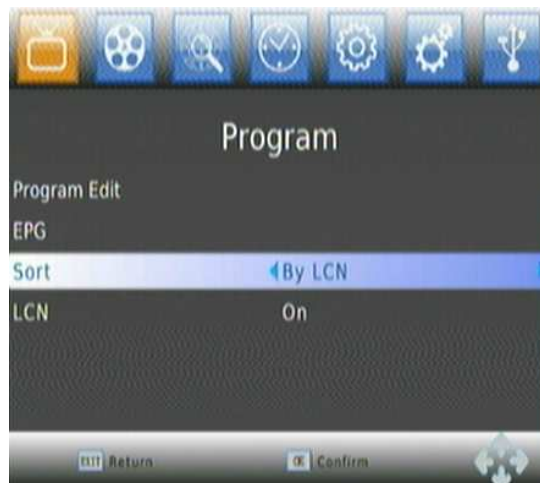 Program
Program Edit
EPG
Sort By LCN
LCN On
EXIT Return OK Confirm